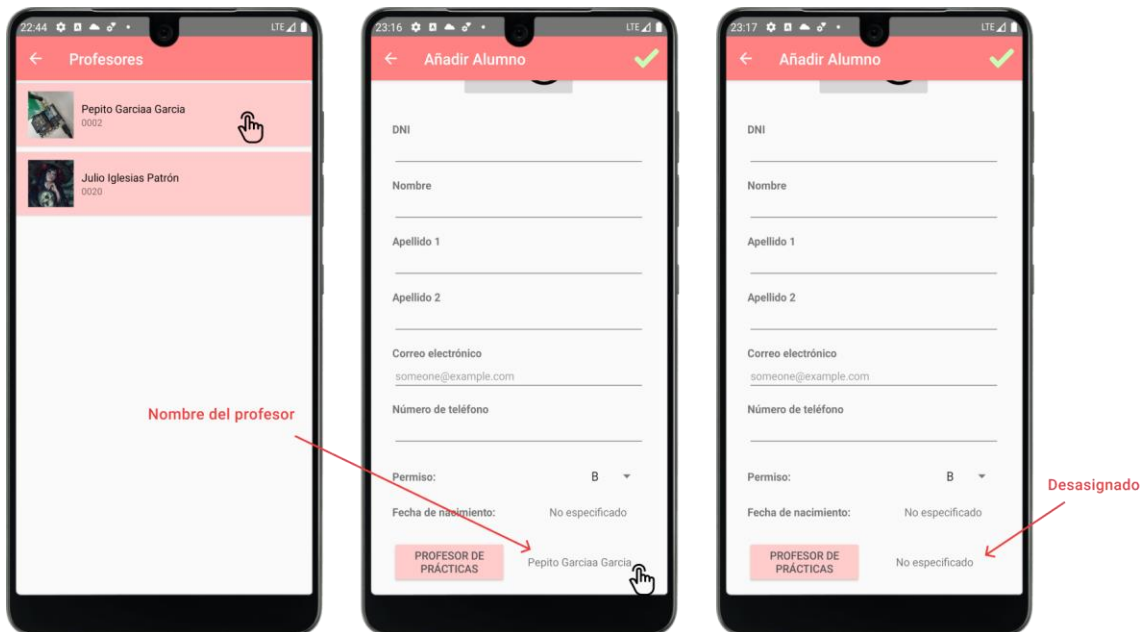 22:44 LTE
Profesores
Pepito Garciaa Garcia
0002
Julio Iglesias Patrón
0020
Nombre del profesor
23:16 LTE
Añadir Alumno
DNI
Nombre
Apellido 1
Apellido 2
Correo electrónico
someone@example.com
Número de teléfono
Permiso: B
Fecha de nacimiento: No especificado
PROFESOR DE
PRÁCTICAS
Pepito Garciaa Garcia
23:17 LTE
Añadir Alumno
DNI
Nombre
Apellido 1
Apellido 2
Correo electrónico
someone@example.com
Número de teléfono
Permiso: B
Fecha de nacimiento: No especificado
PROFESOR DE
PRÁCTICAS
No especificado
Desasignado